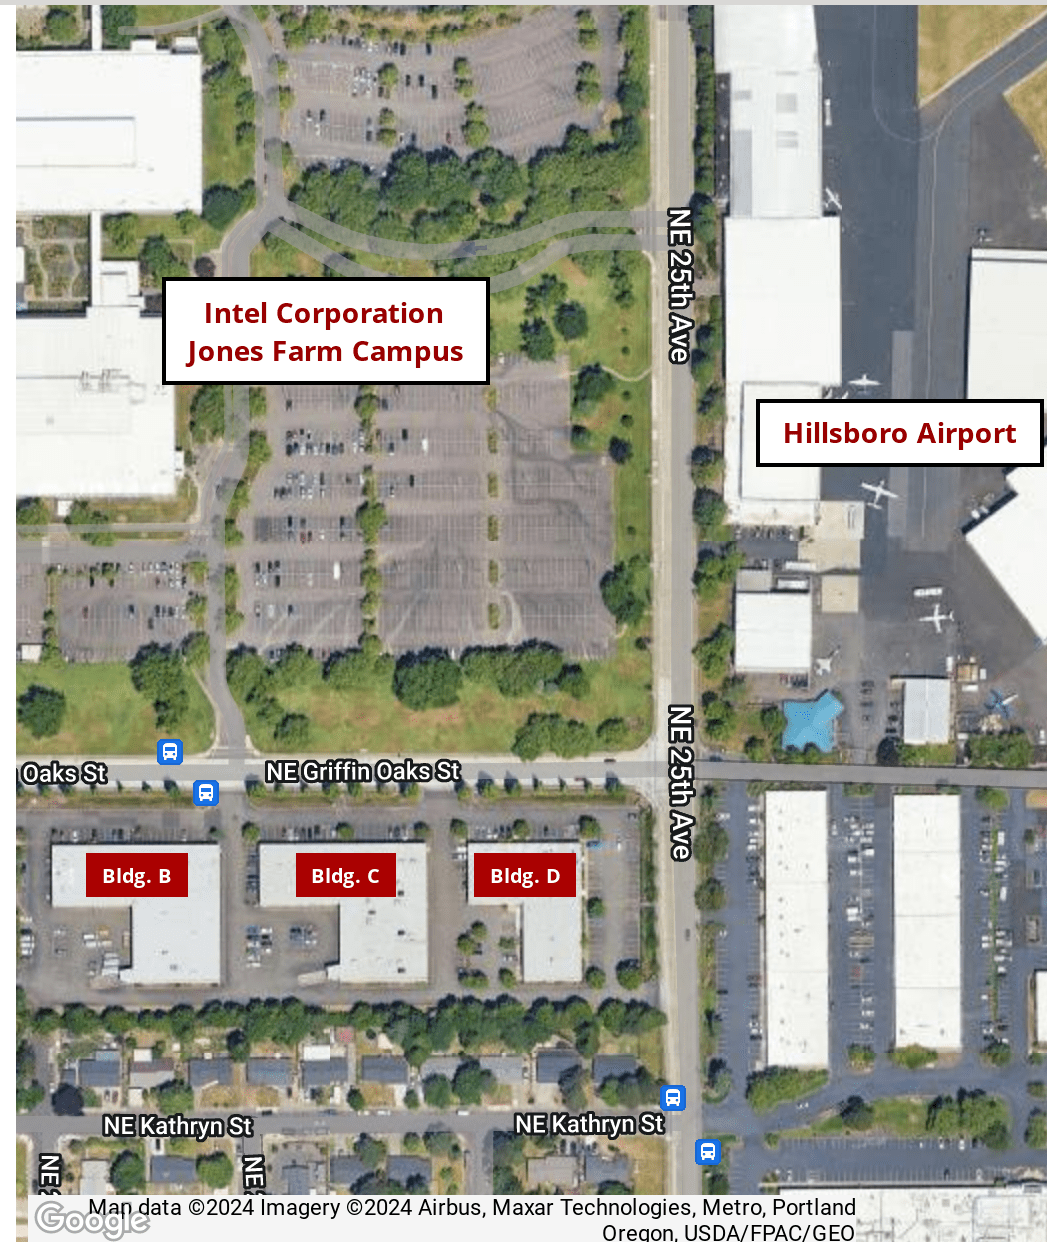 NE 25th Ave
Intel Corporation
Jones Farm Campus
Hillsboro Airport
NE 25th Ave
Oaks St
NE Griffin Oaks St
Bldg. B
Bldg. C
Bldg. D
NE Kathryn St
NE Kathryn St
NE
NE
Map data ©2024 Imagery ©2024 Airbus, Maxar Technologies, Metro, Portland
Oregon, USDA/FPAC/GEO
Google